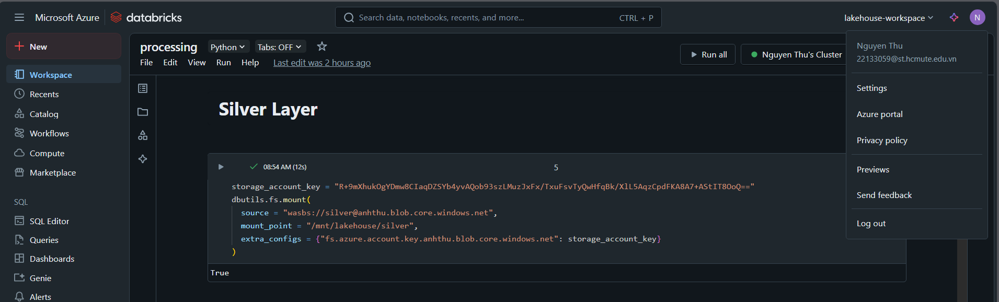 Microsoft Azure databricks
Search data, notebooks, recents, and more... CTRL + P
lakehouse-workspace
N
New
Workspace
Recents
Catalog
Workflows
Compute
Marketplace
SQL
SQL Editor
Queries
Dashboards
Genie
Alerts
processing Python Tabs: OFF
File Edit View Run Help Last edit was 2 hours ago
Run all Nguyen Thu's Cluster
Silver Layer
08:54 AM (12s) 5
storage_account_key = "R+9mXhukOgYDmw8CIaqDZSYb4yvAQob93szLMuzJxFx/TxuFsvTyQwHfqBk/XlL5AqzCpdFKA8A7+AStIT8OoQ=="
dbutils.fs.mount(
source = "wasbs://silver@anhthu.blob.core.windows.net",
mount_point = "/mnt/lakehouse/silver",
extra_configs = {"fs.azure.account.key.anhthu.blob.core.windows.net": storage_account_key}
)
True
Nguyen Thu
22133059@st.hcmute.edu.vn
Settings
Azure portal
Privacy policy
Previews
Send feedback
Log out